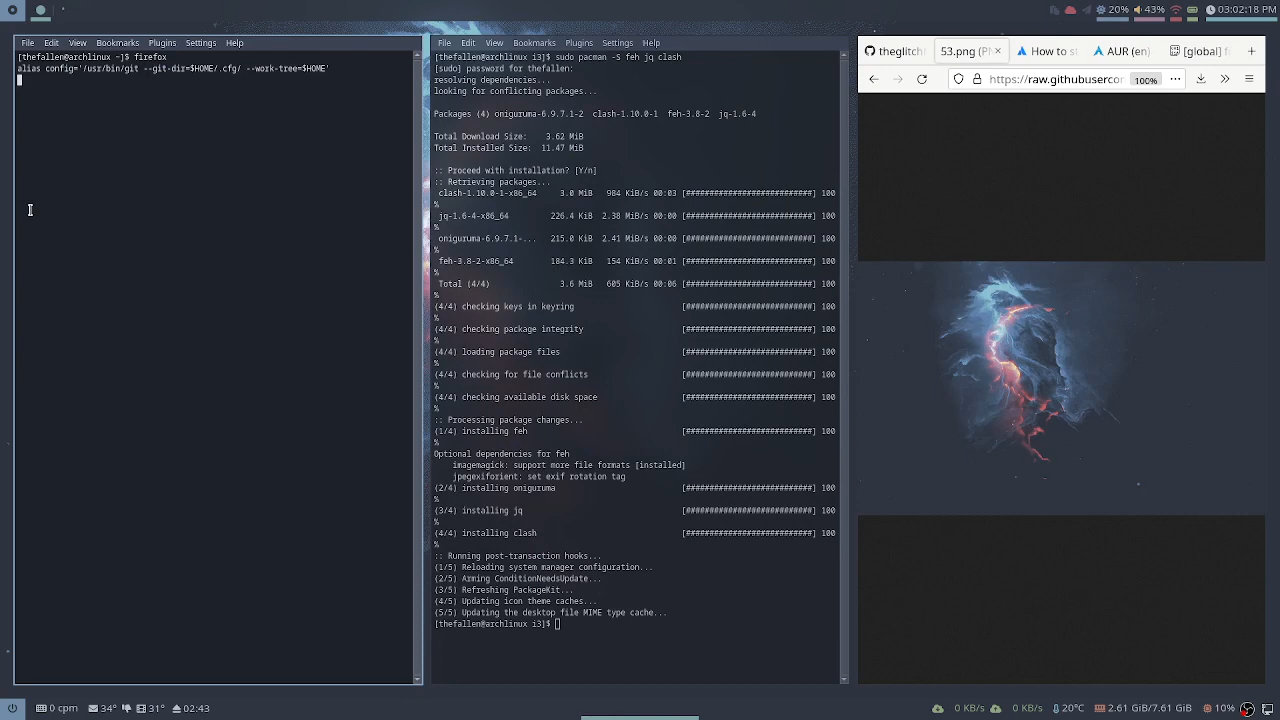 20% 43% 03:02:18 PM
File Edit View Bookmarks Plugins Settings Help
[thefallen@archlinux ~]$ firefox
alias config='/usr/bin/git --git-dir=$HOME/.cfg/ --work-tree=$HOME'
File Edit View Bookmarks Plugins Settings Help
[thefallen@archlinux i3]$ sudo pacman -S feh jq clash
[sudo] password for thefallen:
resolving dependencies...
looking for conflicting packages...
Packages (4) oniguruma-6.9.7.1-2 clash-1.10.0-1 feh-3.8-2 jq-1.6-4
Total Download Size: 3.62 MiB
Total Installed Size: 11.47 MiB
:: Proceed with installation? [Y/n]
:: Retrieving packages...
clash-1.10.0-1-x86_64 3.0 MiB 984 KiB/s 00:03 [##########################] 100
%
jq-1.6-4-x86_64 226.4 KiB 2.38 MiB/s 00:00 [##########################] 100
%
oniguruma-6.9.7.1-... 215.0 KiB 2.41 MiB/s 00:00 [##########################] 100
%
feh-3.8-2-x86_64 184.3 KiB 154 KiB/s 00:01 [##########################] 100
%
Total (4/4) 3.6 MiB 605 KiB/s 00:06 [##########################] 100
%
(4/4) checking keys in keyring [##########################] 100
%
(4/4) checking package integrity [##########################] 100
%
(4/4) loading package files [##########################] 100
%
(4/4) checking for file conflicts [##########################] 100
%
(4/4) checking available disk space [##########################] 100
%
:: Processing package changes...
(1/4) installing feh [##########################] 100
%
Optional dependencies for feh
imagemagick: support more file formats [installed]
jpegexiforient: set exif rotation tag
(2/4) installing oniguruma [##########################] 100
%
(3/4) installing jq [##########################] 100
%
(4/4) installing clash [##########################] 100
%
:: Running post-transaction hooks...
(1/5) Reloading system manager configuration...
(2/5) Arming ConditionNeedsUpdate...
(3/5) Refreshing PackageKit...
(4/5) Updating icon theme caches...
(5/5) Updating the desktop file MIME type cache...
[thefallen@archlinux i3]$
theglitch 53.png (PN How to st AUR (en) [global] f
https://raw.githubusercor 100%
0 cpm 34° 31° 02:43 0 KB/s 0 KB/s 20°C 2.61 GiB/7.61 GiB 10%